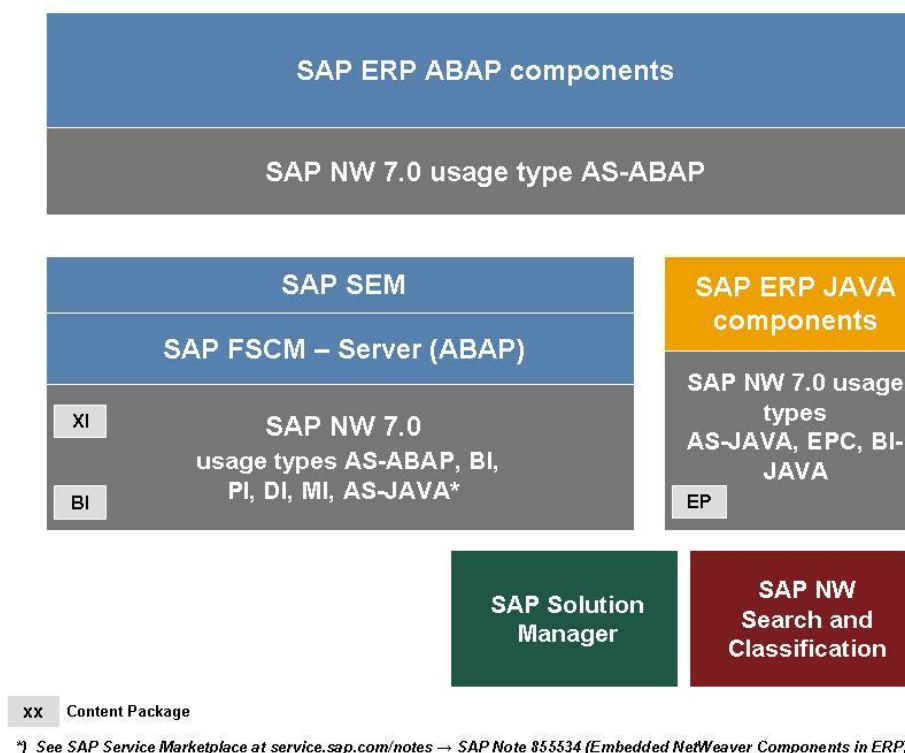 SAP ERP ABAP components
SAP NW 7.0 usage type AS-ABAP
SAP SEM
SAP FSCM – Server (ABAP)
XI
SAP NW 7.0
usage types AS-ABAP, BI,
PI, DI, MI, AS-JAVA*
BI
SAP ERP JAVA
components
SAP NW 7.0 usage
types
AS-JAVA, EPC, BI-
JAVA
EP
SAP Solution
Manager
SAP NW
Search and
Classification
xx Content Package
*) See SAP Service Marketplace at service.sap.com/notes → SAP Note 855534 (Embedded NetWeaver Components in ERP)